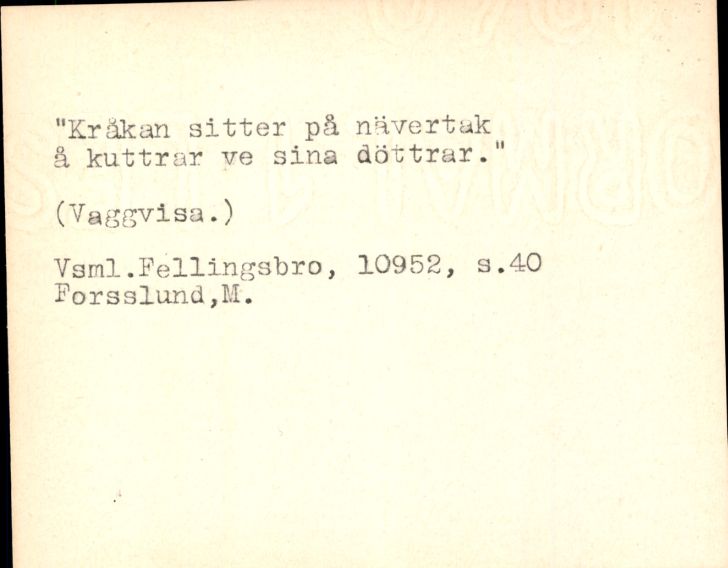 "Kråkan sitter på nävertak
å kuttrar ve sina döttrar."
(Vaggvisa.)
Vsml.Fellingsbro, 10952, s.40
Forsslund,M.